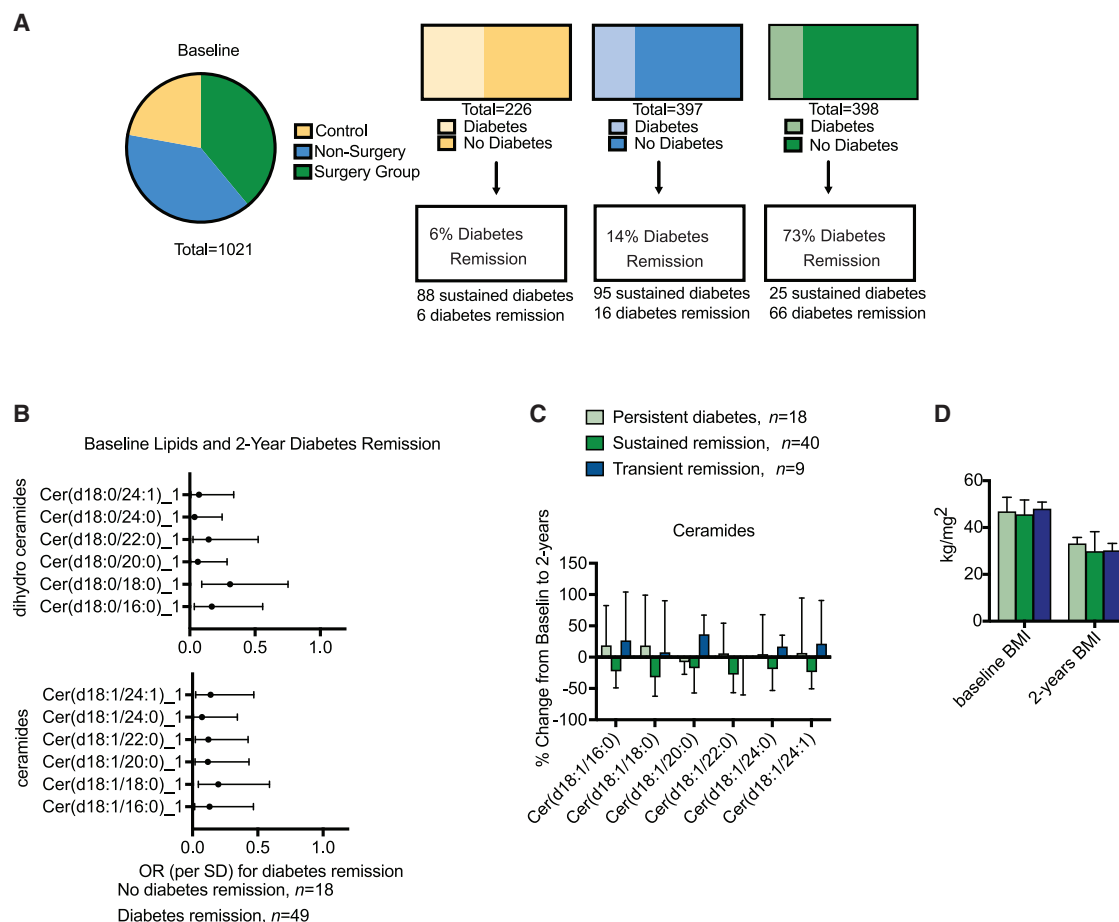 A
Baseline
Control
Non-Surgery
Surgery Group
Total=1021
Total=226
Diabetes
No Diabetes
Total=397
Diabetes
No Diabetes
Total=398
Diabetes
No Diabetes
6% Diabetes
Remission
14% Diabetes
Remission
73% Diabetes
Remission
88 sustained diabetes
6 diabetes remission
95 sustained diabetes
16 diabetes remission
25 sustained diabetes
66 diabetes remission
B
Baseline Lipids and 2-Year Diabetes Remission
dihydro ceramides
Cer(d18:0/24:1)_1
Cer(d18:0/24:0)_1
Cer(d18:0/22:0)_1
Cer(d18:0/20:0)_1
Cer(d18:0/18:0)_1
Cer(d18:0/16:0)_1
0.0 0.5 1.0
ceramides
Cer(d18:1/24:1)_1
Cer(d18:1/24:0)_1
Cer(d18:1/22:0)_1
Cer(d18:1/20:0)_1
Cer(d18:1/18:0)_1
Cer(d18:1/16:0)_1
0.0 0.5 1.0
OR (per SD) for diabetes remission
No diabetes remission, n=18
Diabetes remission, n=49
C
Persistent diabetes, n=18
Sustained remission, n=40
Transient remission, n=9
Ceramides
% Change from Baselin to 2-years
150
100
50
0
-50
-100
Cer(d18:1/16:0)
Cer(d18:1/18:0)
Cer(d18:1/20:0)
Cer(d18:1/22:0)
Cer(d18:1/24:0)
Cer(d18:1/24:1)
D
kg/mg²
60
40
20
0
baseline BMI
2-years BMI